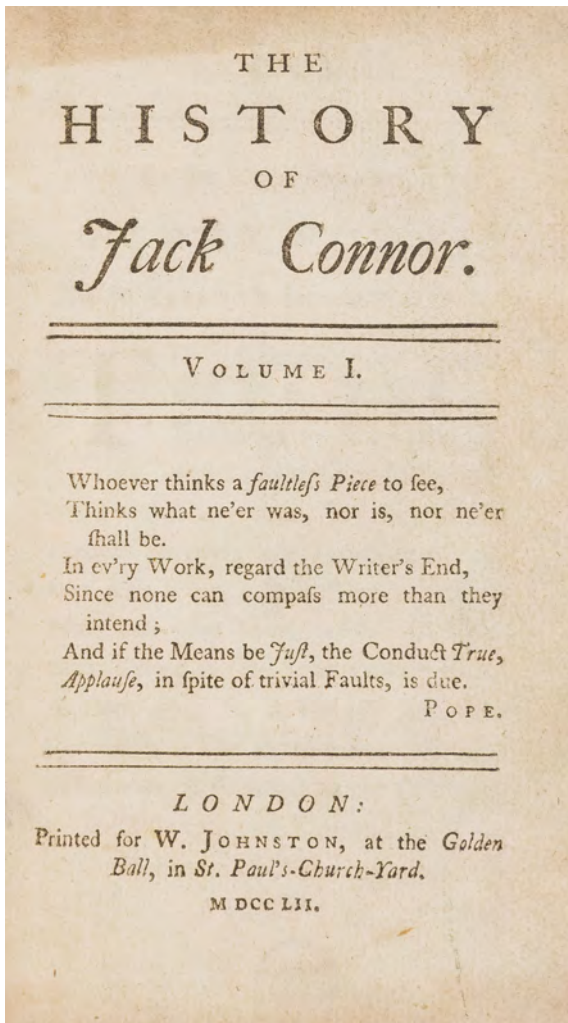 THE
HISTORY
OF
Jack Connor.
VOLUME I.
Whoever thinks a faultleſs Piece to ſee,
Thinks what ne'er was, nor is, nor ne'er
ſhall be.
In ev'ry Work, regard the Writer's End,
Since none can compaſs more than they
intend ;
And if the Means be Juſt, the Conduct True,
Applauſe, in ſpite of trivial Faults, is due.
POPE.
LONDON:
Printed for W. JOHNSTON, at the Golden
Ball, in St. Paul's-Church-Yard.
M DCC LII.